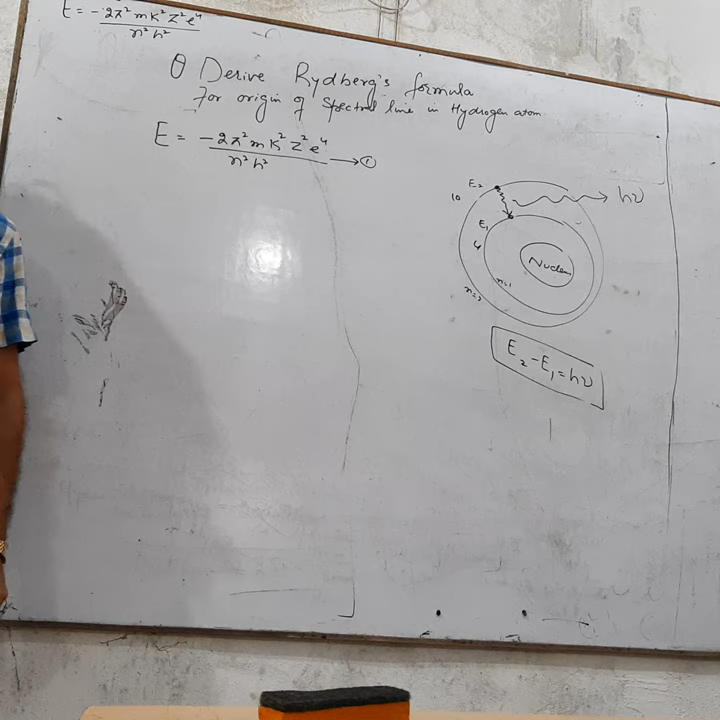 E = - 2π²mK²Z²e⁴
n²h²
θ Derive Rydberg's formula
For origin of Spectral line in Hydrogen atom
E = -2π²mK²Z²e⁴
n²h² → ①
E₂
10
hν
E₁
4
Nucleus
n=1
n=2
E₂-E₁=hν